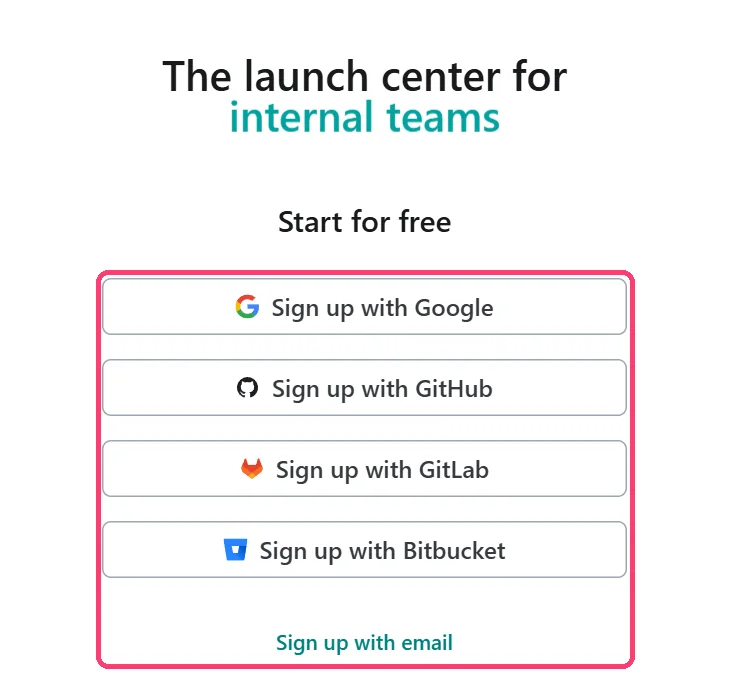 The launch center for
internal teams
Start for free
Sign up with Google
Sign up with GitHub
Sign up with GitLab
Sign up with Bitbucket
Sign up with email